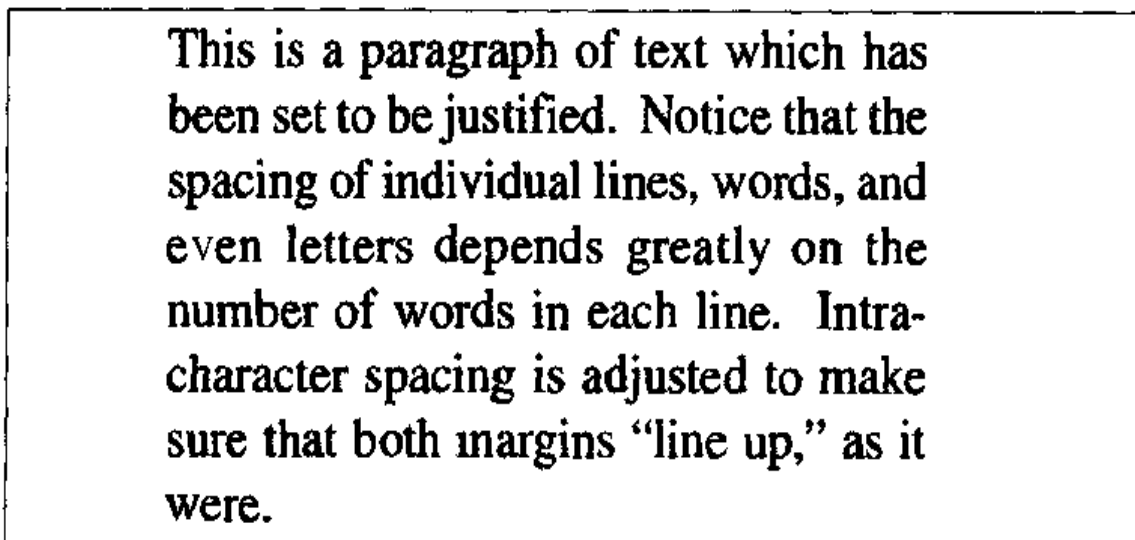 This is a paragraph of text which has
been set to be justified.  Notice that the
spacing of individual lines, words, and
even letters depends greatly on the
number of words in each line.  Intra-
character spacing is adjusted to make
sure that both margins “line up,” as it
were.